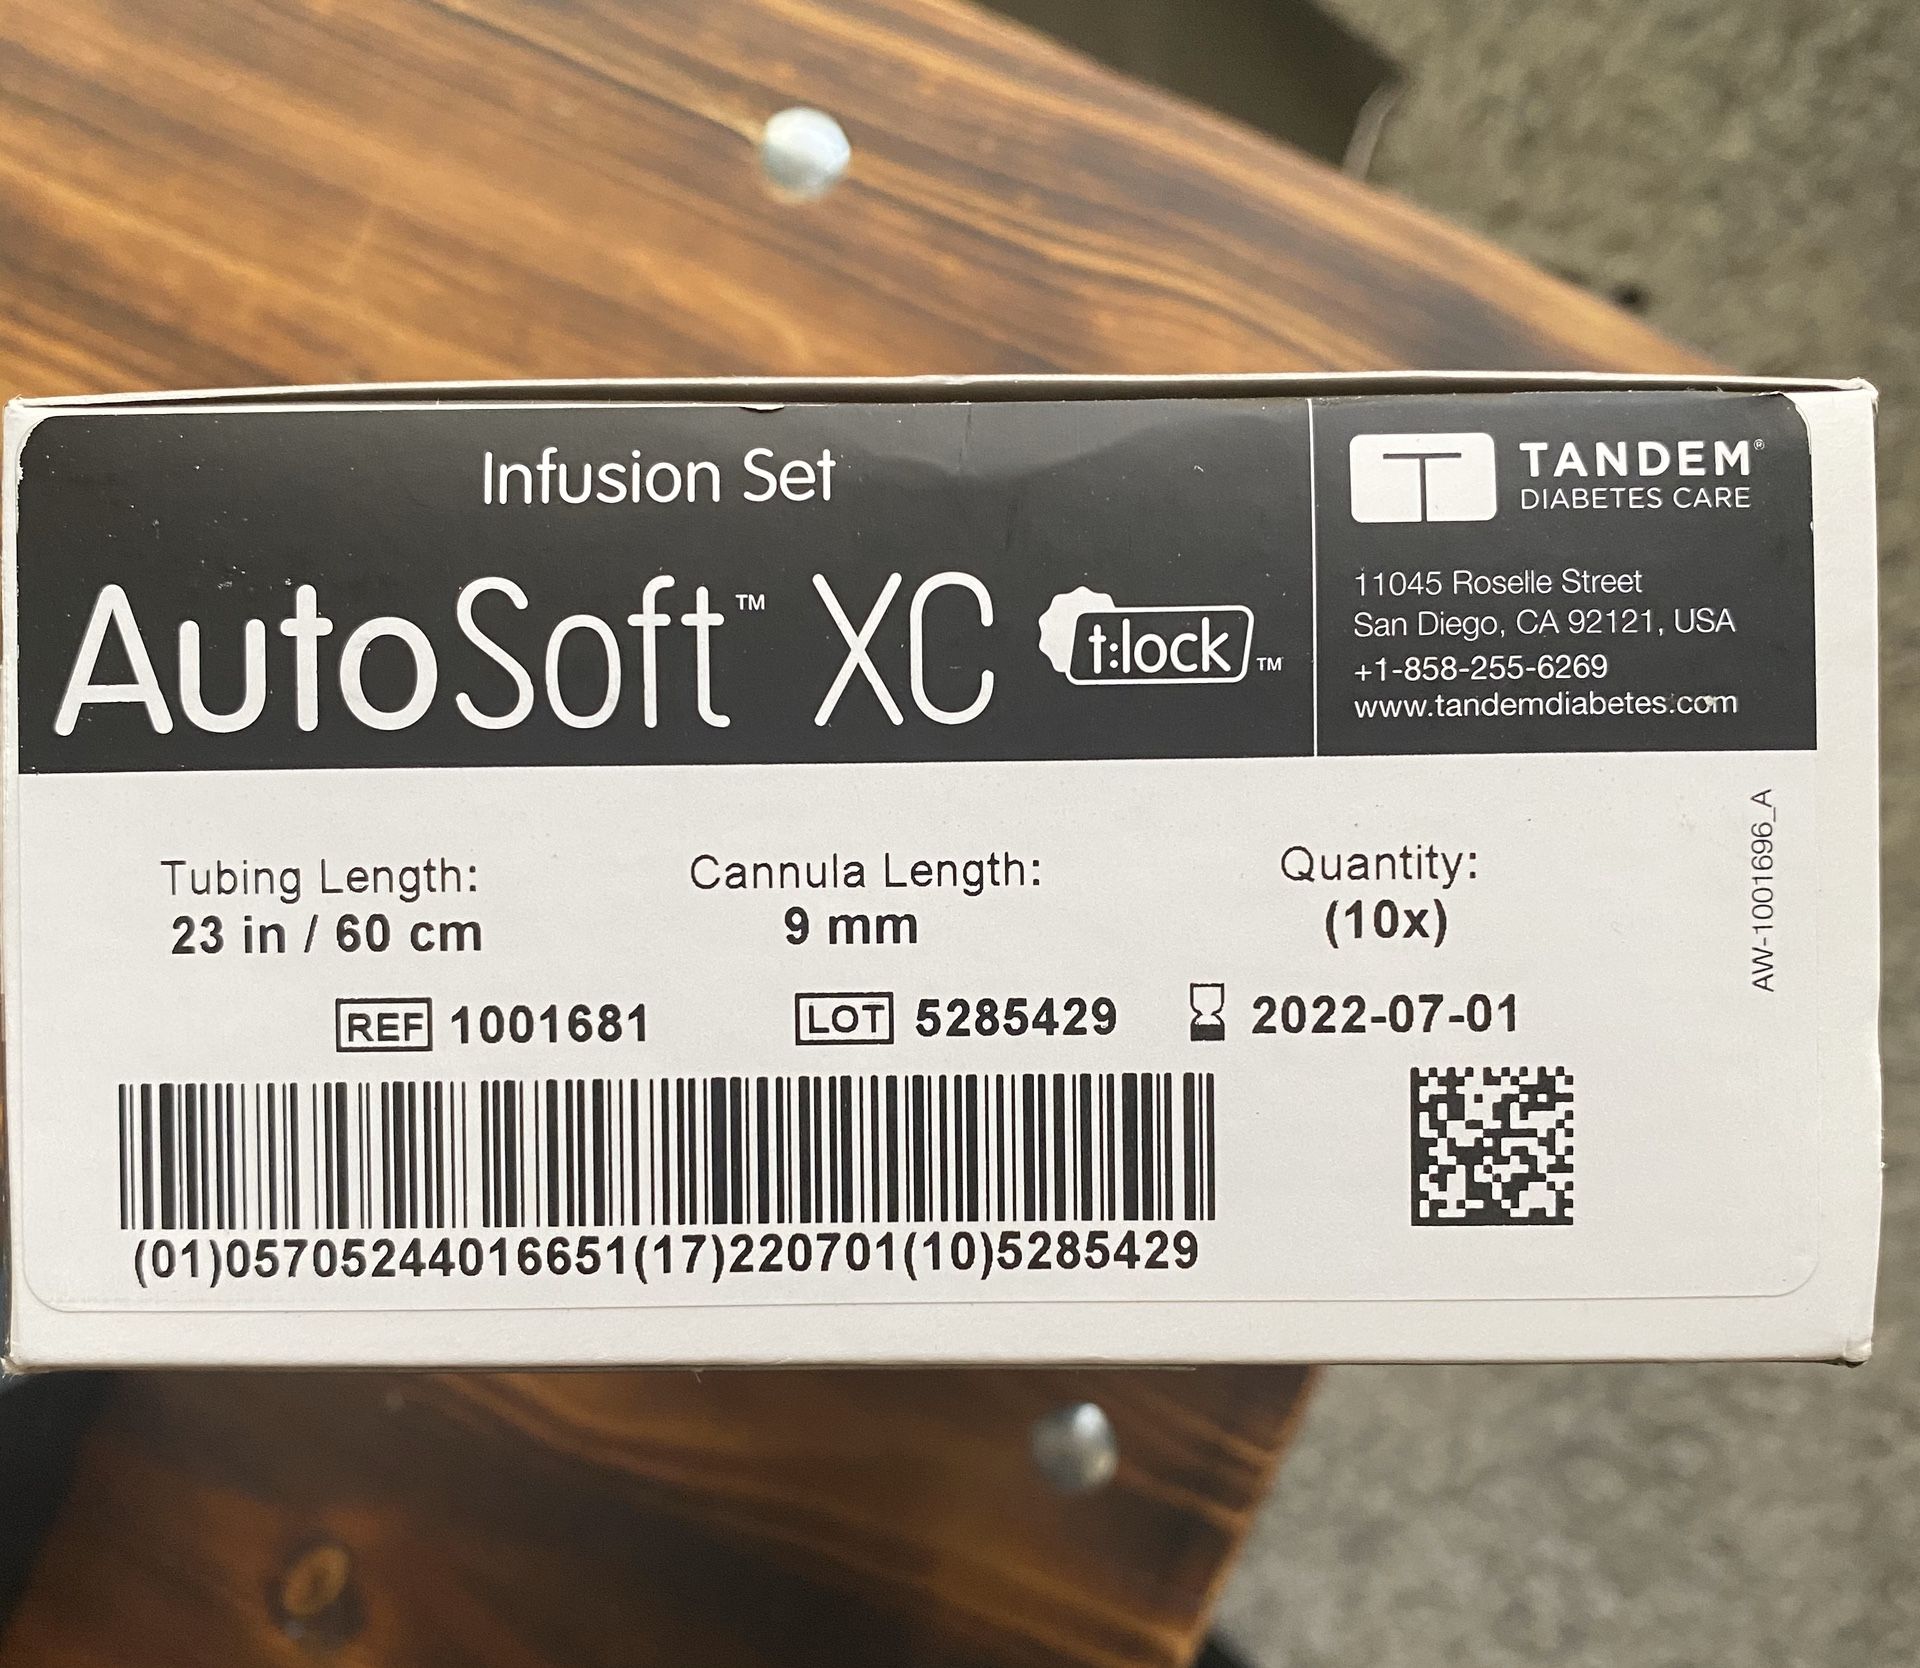 Infusion Set
AutoSoft™ XC t:lock™
T TANDEM®
DIABETES CARE
11045 Roselle Street
San Diego, CA 92121, USA
+1-858-255-6269
www.tandemdiabetes.com
Tubing Length:
23 in / 60 cm
Cannula Length:
9 mm
Quantity:
(10x)
REF 1001681
LOT 5285429
2022-07-01
(01)05705244016651(17)220701(10)5285429
AW-1001696_A